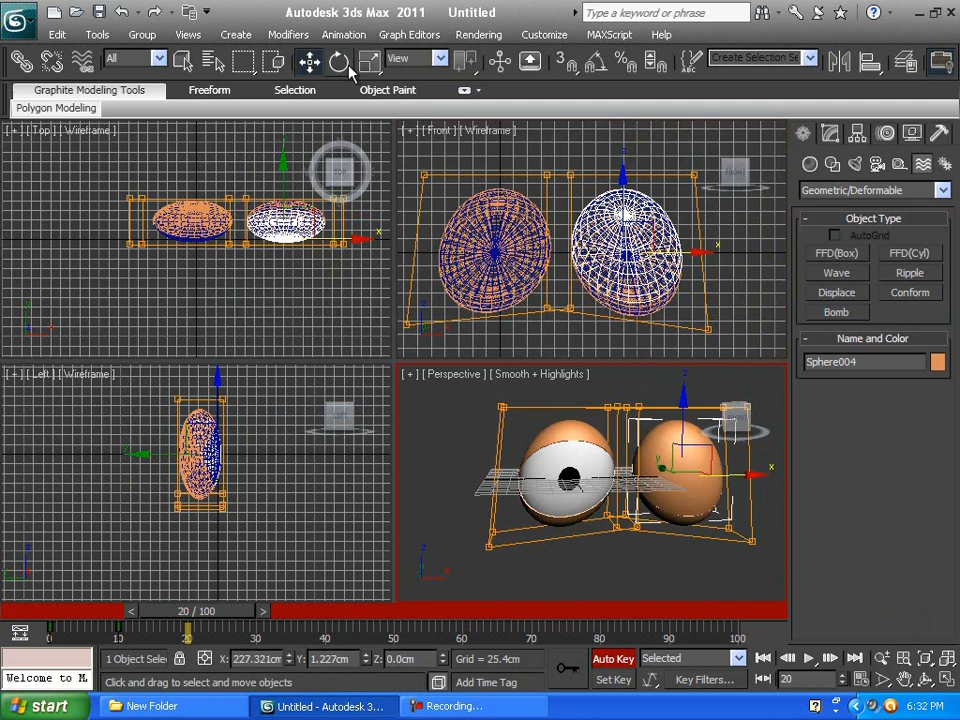 Autodesk 3ds Max 2011 Untitled
Type a keyword or phrase
Edit Tools Group Views Create Modifiers Animation Graph Editors Rendering Customize MAXScript Help
All View Create Selection Se
Graphite Modeling Tools Freeform Selection Object Paint
Polygon Modeling
[ + ] [ Top ] [ Wireframe ]
[ + ] [ Front ] [ Wireframe ]
TOP
FRONT
x
z
x
Geometric/Deformable
- Object Type
AutoGrid
FFD(Box) FFD(Cyl)
Wave Ripple
Displace Conform
Bomb
- Name and Color
Sphere004
[ + ] [ Left ] [ Wireframe ]
[ + ] [ Perspective ] [ Smooth + Highlights ]
LEFT
z
y
x
z
< 20 / 100 >
0 10 20 30 40 50 60 70 80 90 100
1 Object Selec X: 227.321cm Y: 1.227cm Z: 0.0cm Grid = 25.4cm Auto Key Selected
Welcome to M Click and drag to select and move objects Add Time Tag Set Key Key Filters... 20
start New Folder Untitled - Autodesk 3... Recording... 6:32 PM